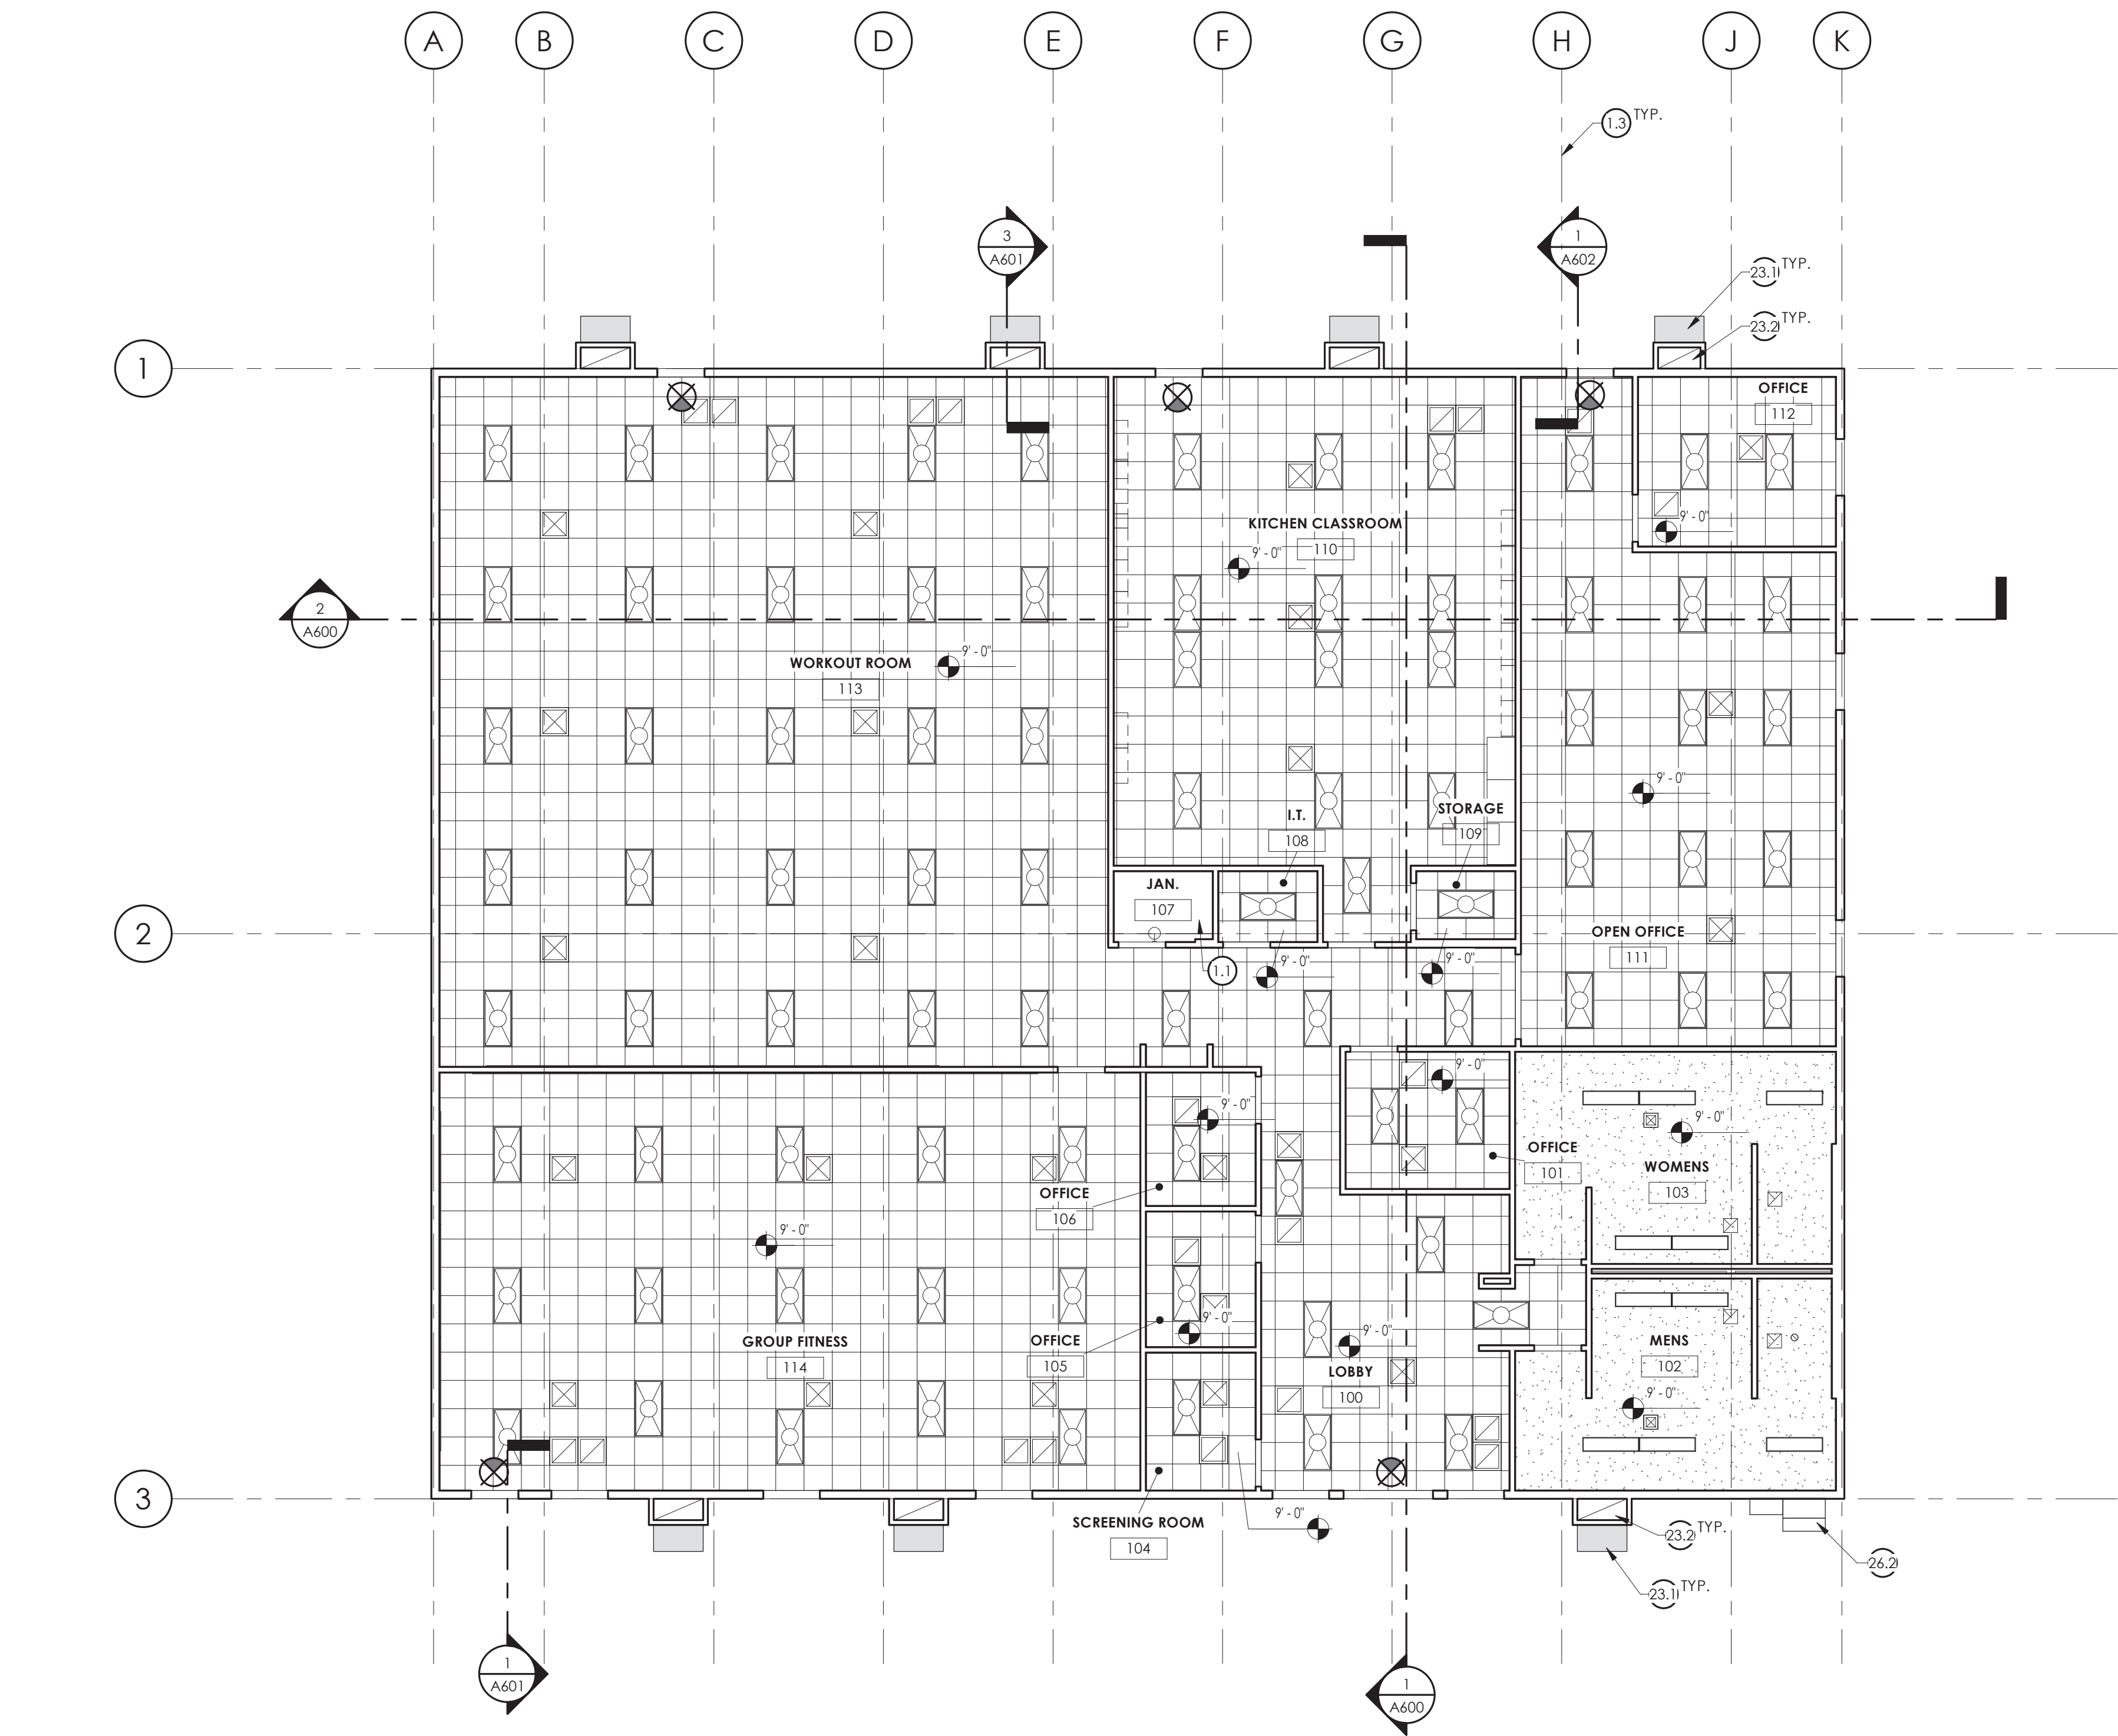 A B C D E F G H J K
1.3 TYP.
3
A601
1
A602
23.1 TYP.
23.2 TYP.
1
OFFICE
112
9' - 0"
KITCHEN CLASSROOM
110
9' - 0"
2
A600
WORKOUT ROOM
113
9' - 0"
9' - 0"
I.T.
108
STORAGE
109
JAN.
107
2
OPEN OFFICE
111
1.1
9' - 0"
9' - 0"
9' - 0"
9' - 0"
9' - 0"
OFFICE
101
WOMENS
103
OFFICE
106
9' - 0"
9' - 0"
9' - 0"
GROUP FITNESS
114
OFFICE
105
LOBBY
100
MENS
102
9' - 0"
3
SCREENING ROOM
104
9' - 0"
23.2 TYP.
26.2
23.1 TYP.
1
A601
1
A600